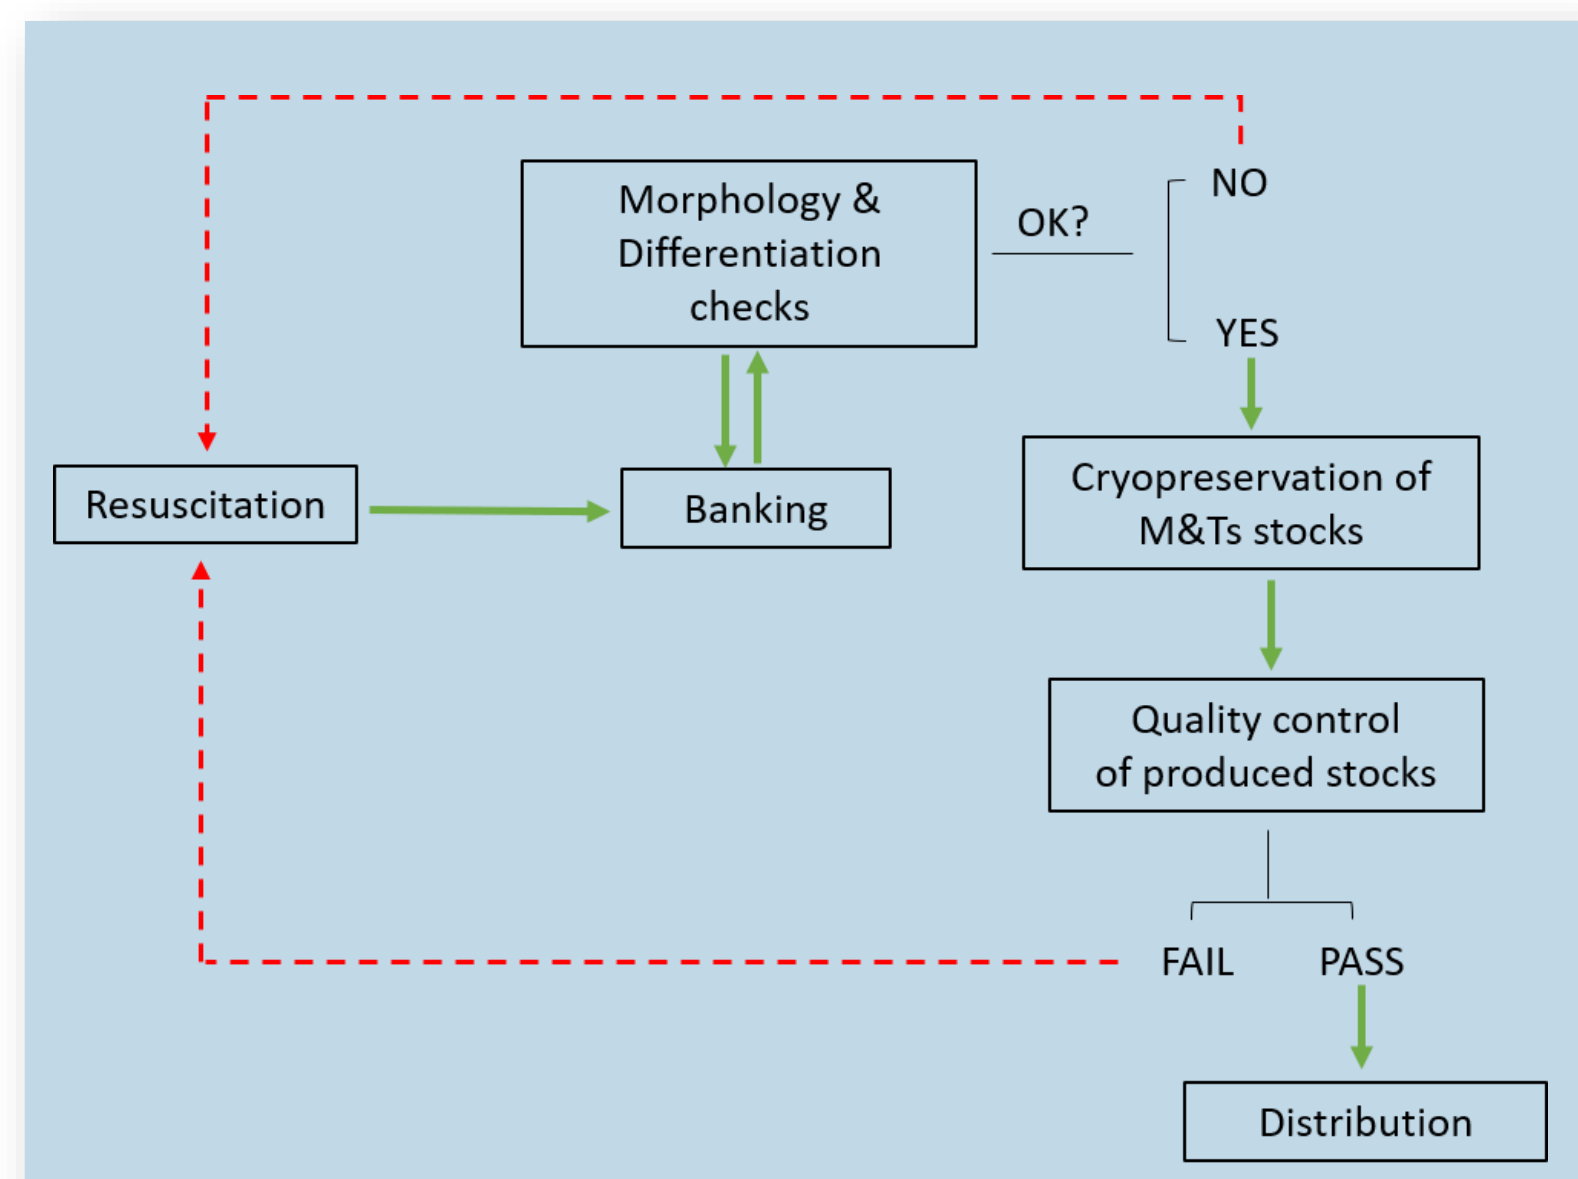 Morphology &
Differentiation
checks
OK?
NO
YES
Resuscitation
Banking
Cryopreservation of
M&Ts stocks
Quality control
of produced stocks
FAIL
PASS
Distribution